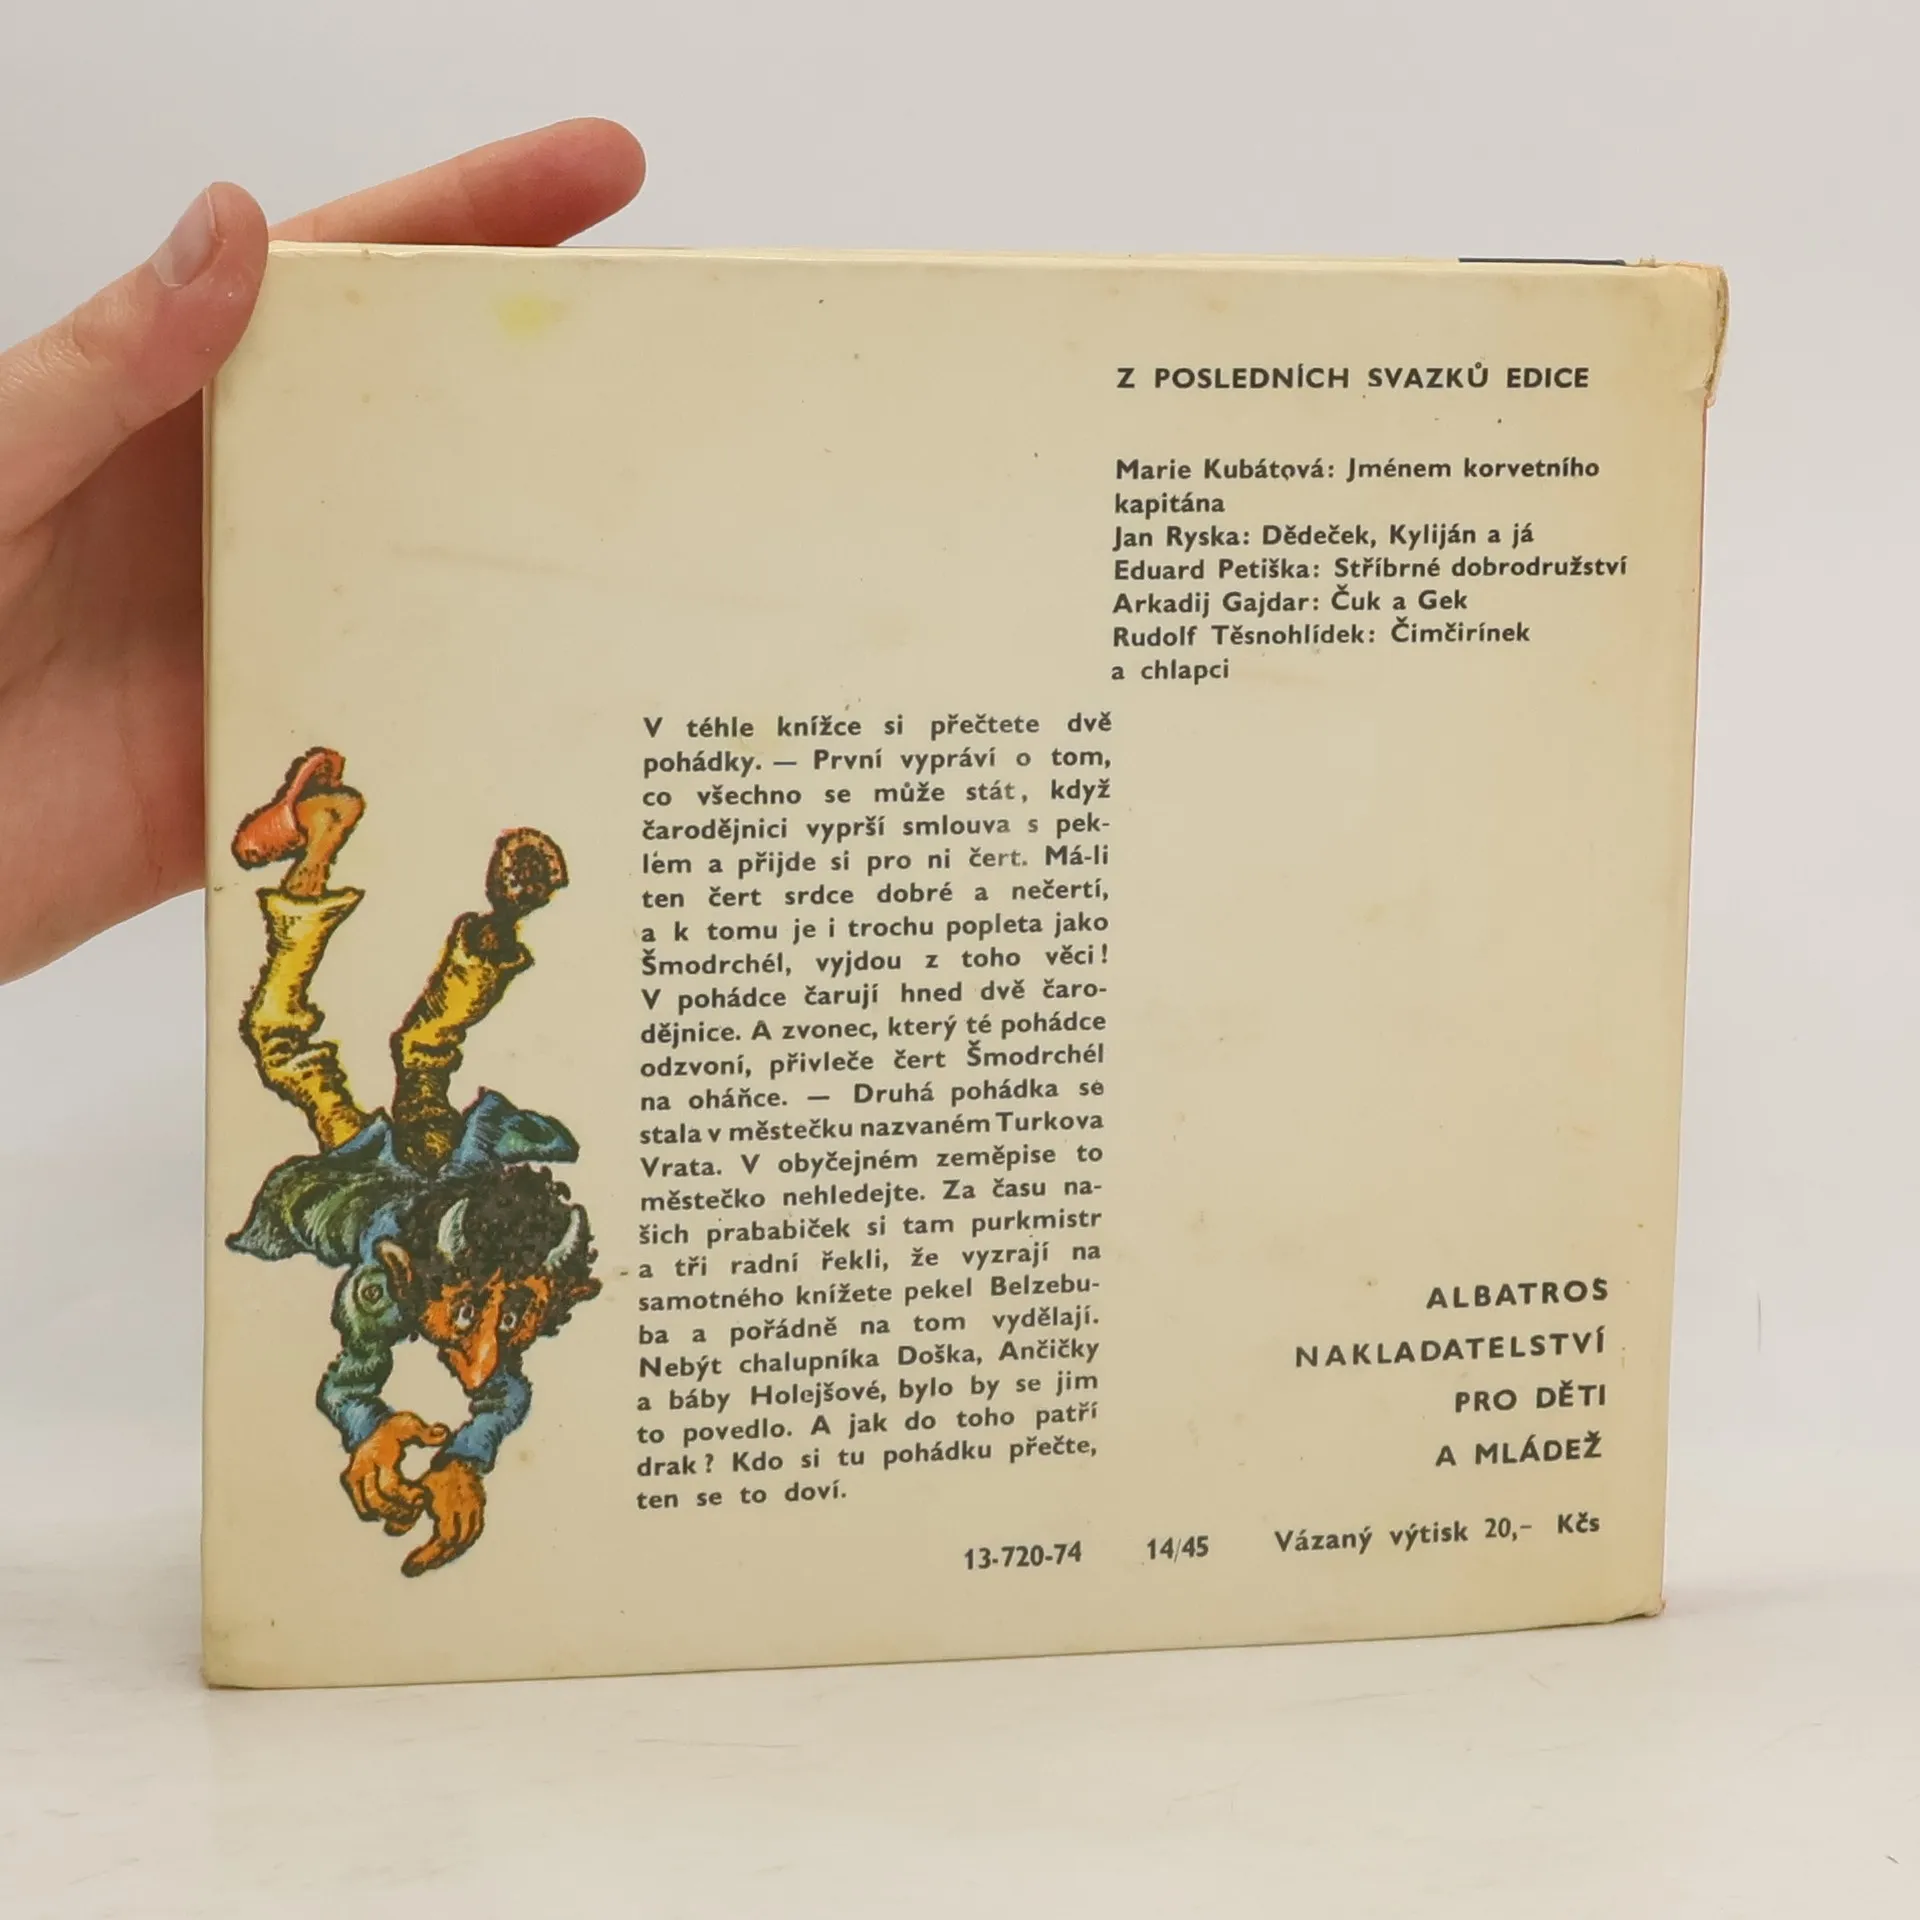 Z POSLEDNÍCH SVAZKŮ EDICE
Marie Kubátová: Jménem korvetního
kapitána
Jan Ryska: Dědeček, Kyliján a já
Eduard Petiška: Stříbrné dobrodružství
Arkadij Gajdar: Čuk a Gek
Rudolf Těsnohlídek: Čimčirínek
a chlapci
V téhle knížce si přečtete dvě
pohádky. — První vypráví o tom,
co všechno se může stát, když
čarodějnici vyprší smlouva s pek-
lem a přijde si pro ni čert. Má-li
ten čert srdce dobré a nečertí,
a k tomu je i trochu popleta jako
Šmodrchél, vyjdou z toho věci!
V pohádce čarují hned dvě čaro-
dějnice. A zvonec, který té pohádce
odzvoní, přivleče čert Šmodrchél
na oháňce. — Druhá pohádka se
stala v městečku nazvaném Turkova
Vrata. V obyčejném zeměpise to
městečko nehledejte. Za času na-
šich prababiček si tam purkmistr
a tři radní řekli, že vyzrají na
samotného knížete pekel Belzebu-
ba a pořádně na tom vydělají.
Nebýt chalupníka Doška, Ančičky
a báby Holejšové, bylo by se jim
to povedlo. A jak do toho patří
drak? Kdo si tu pohádku přečte,
ten se to doví.
ALBATROS
NAKLADATELSTVÍ
PRO DĚTI
A MLÁDEŽ
13-720-74 14/45 Vázaný výtisk 20,- Kčs